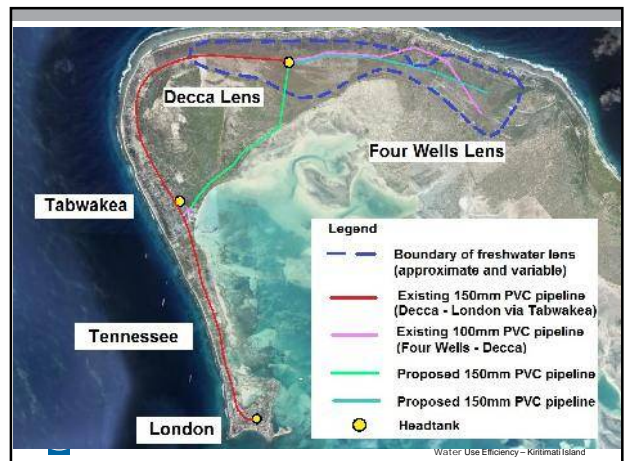 Decca Lens
Four Wells Lens
Tabwakea
Tennessee
London
Legend
Boundary of freshwater lens
(approximate and variable)
Existing 150mm PVC pipeline
(Decca - London via Tabwakea)
Existing 100mm PVC pipeline
(Four Wells - Decca)
Proposed 150mm PVC pipeline
Proposed 150mm PVC pipeline
Headtank
Water Use Efficiency – Kiritimati Island